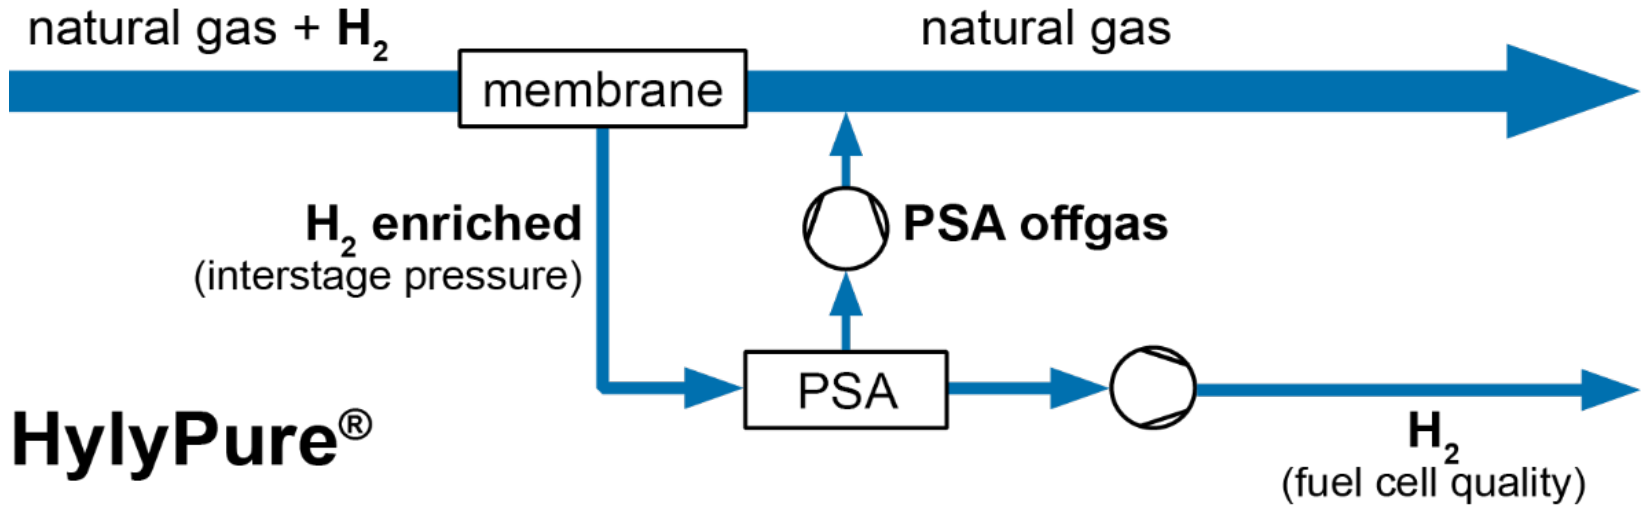 natural gas + H₂
natural gas
membrane
H₂ enriched
(interstage pressure)
PSA offgas
PSA
HylyPure®
H₂
(fuel cell quality)